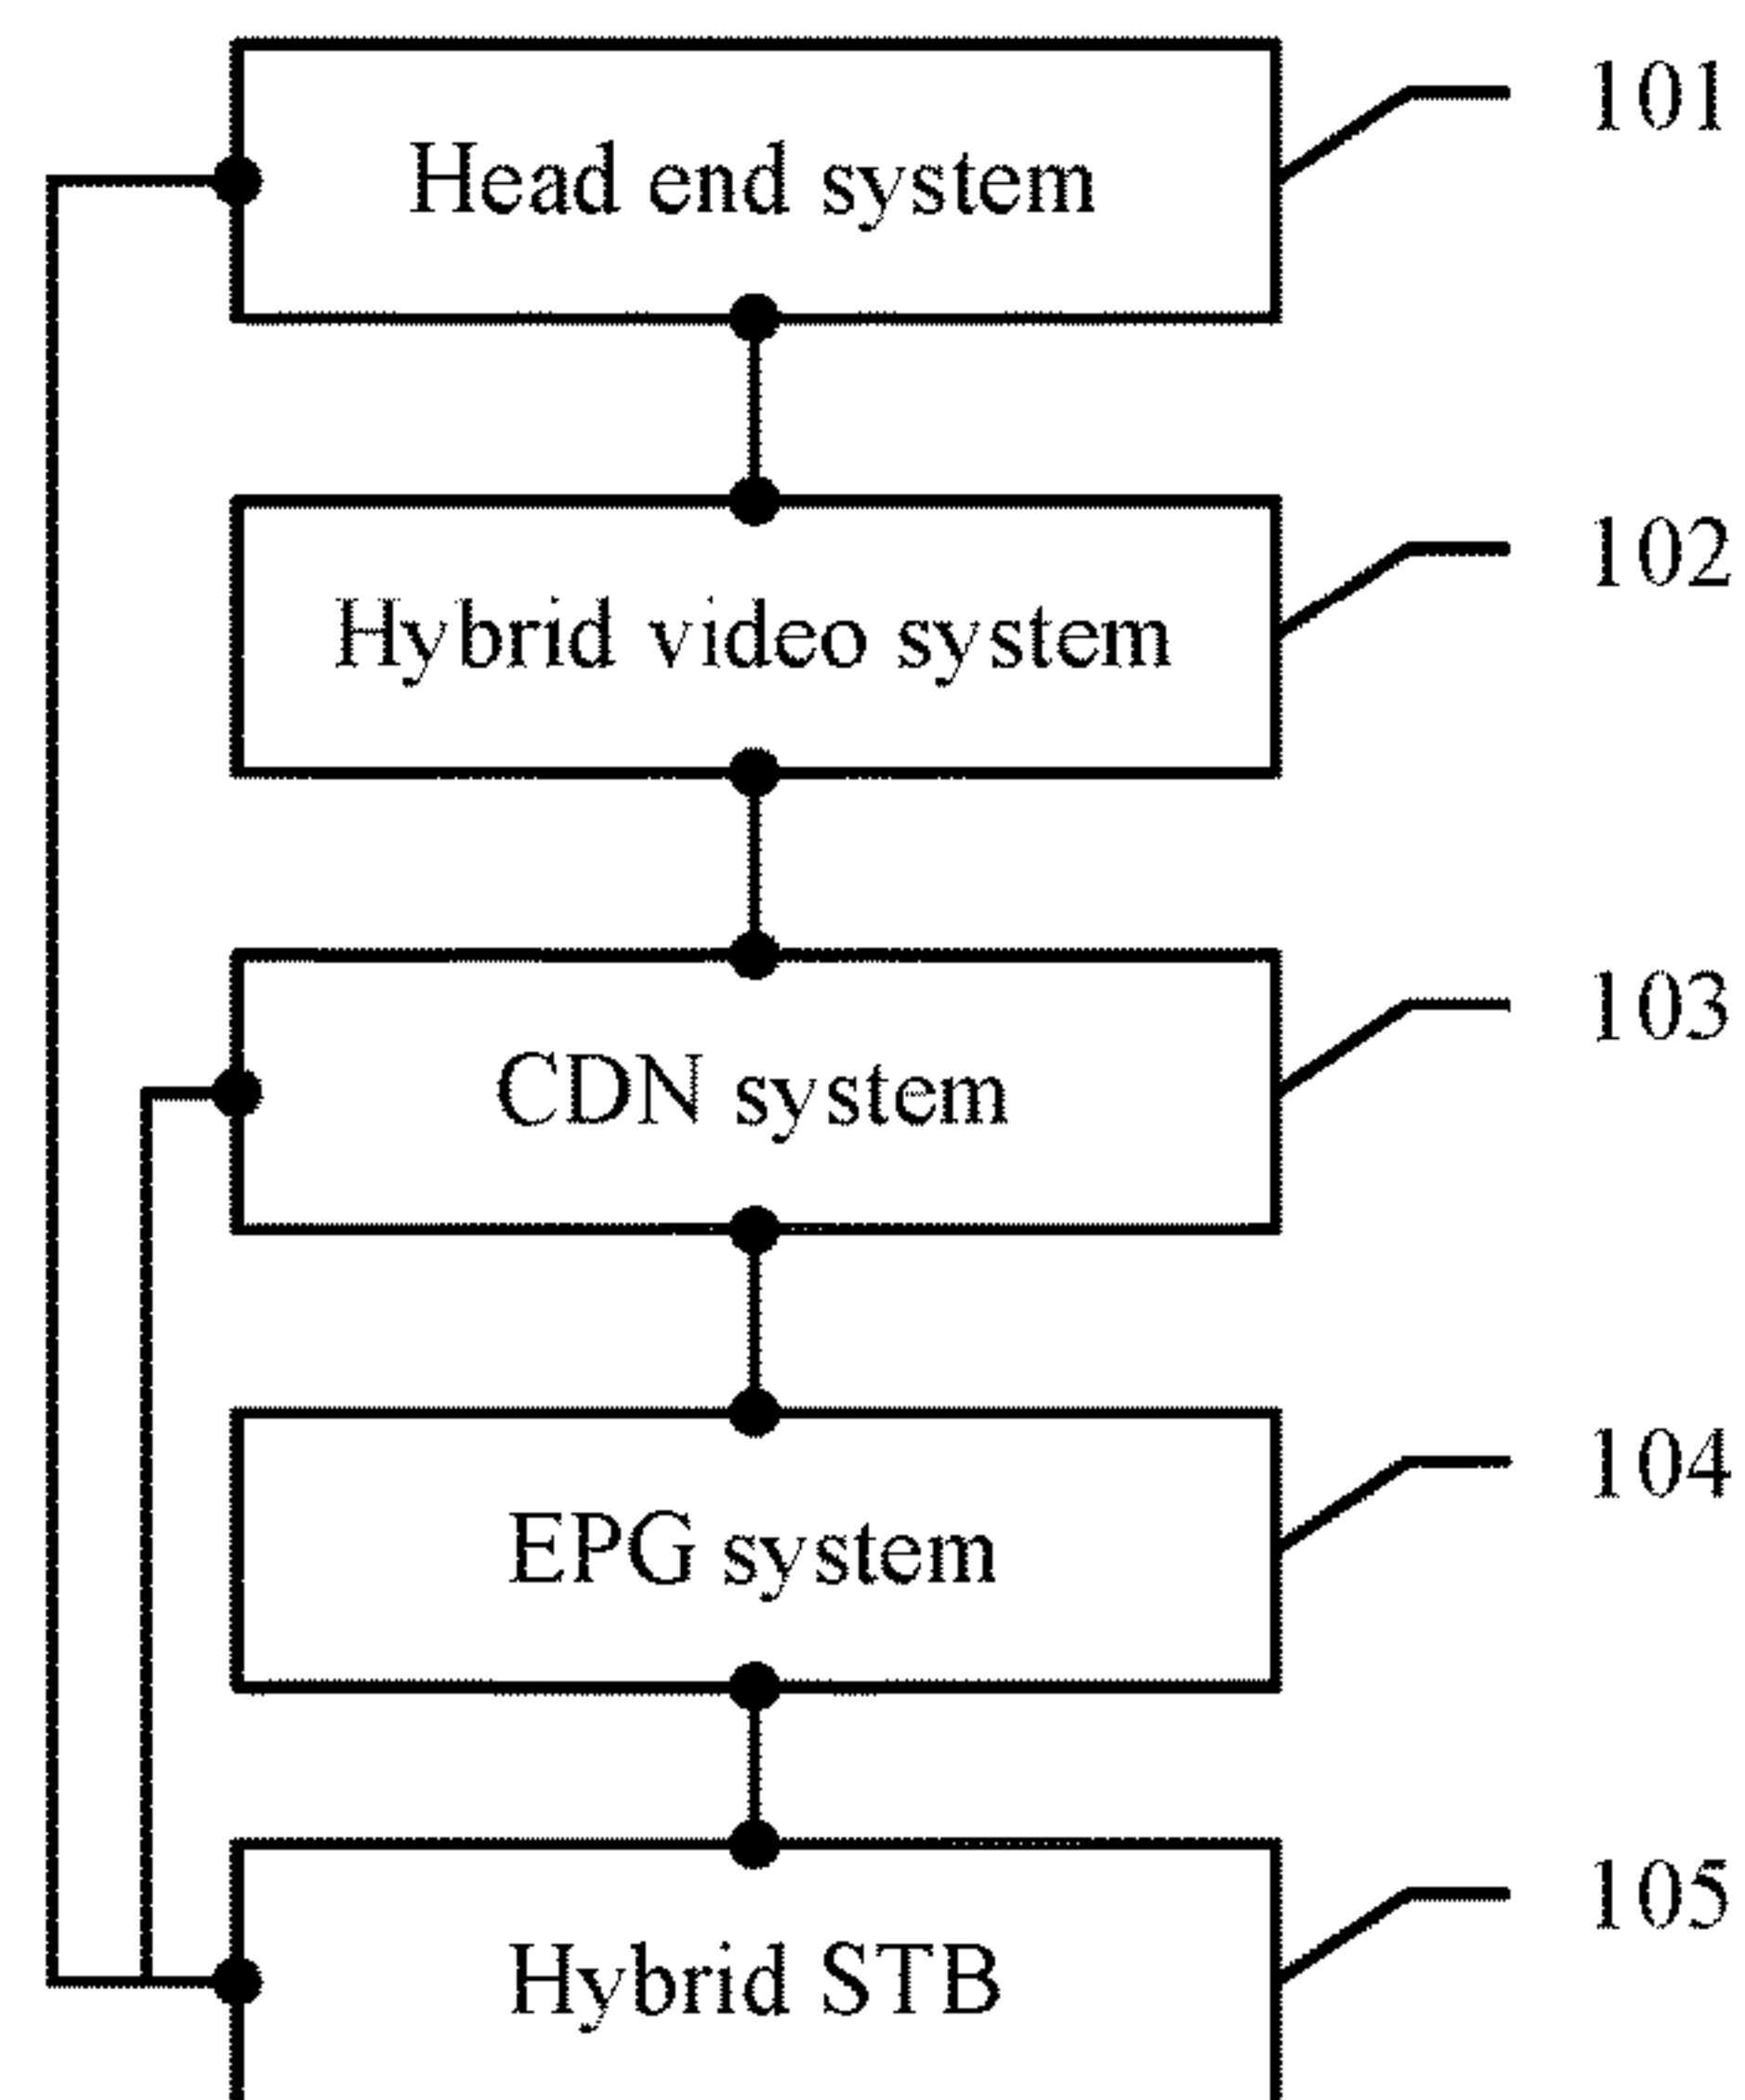 101
Head end system
102
Hybrid video system
103
CDN system
104
EPG system
105
Hybrid STB